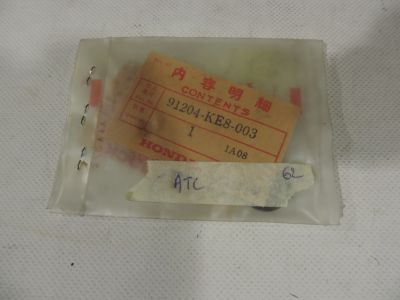 内容明細
CONTENTS
91204-KE8-003
1
1A08
HONDA
ATC
62